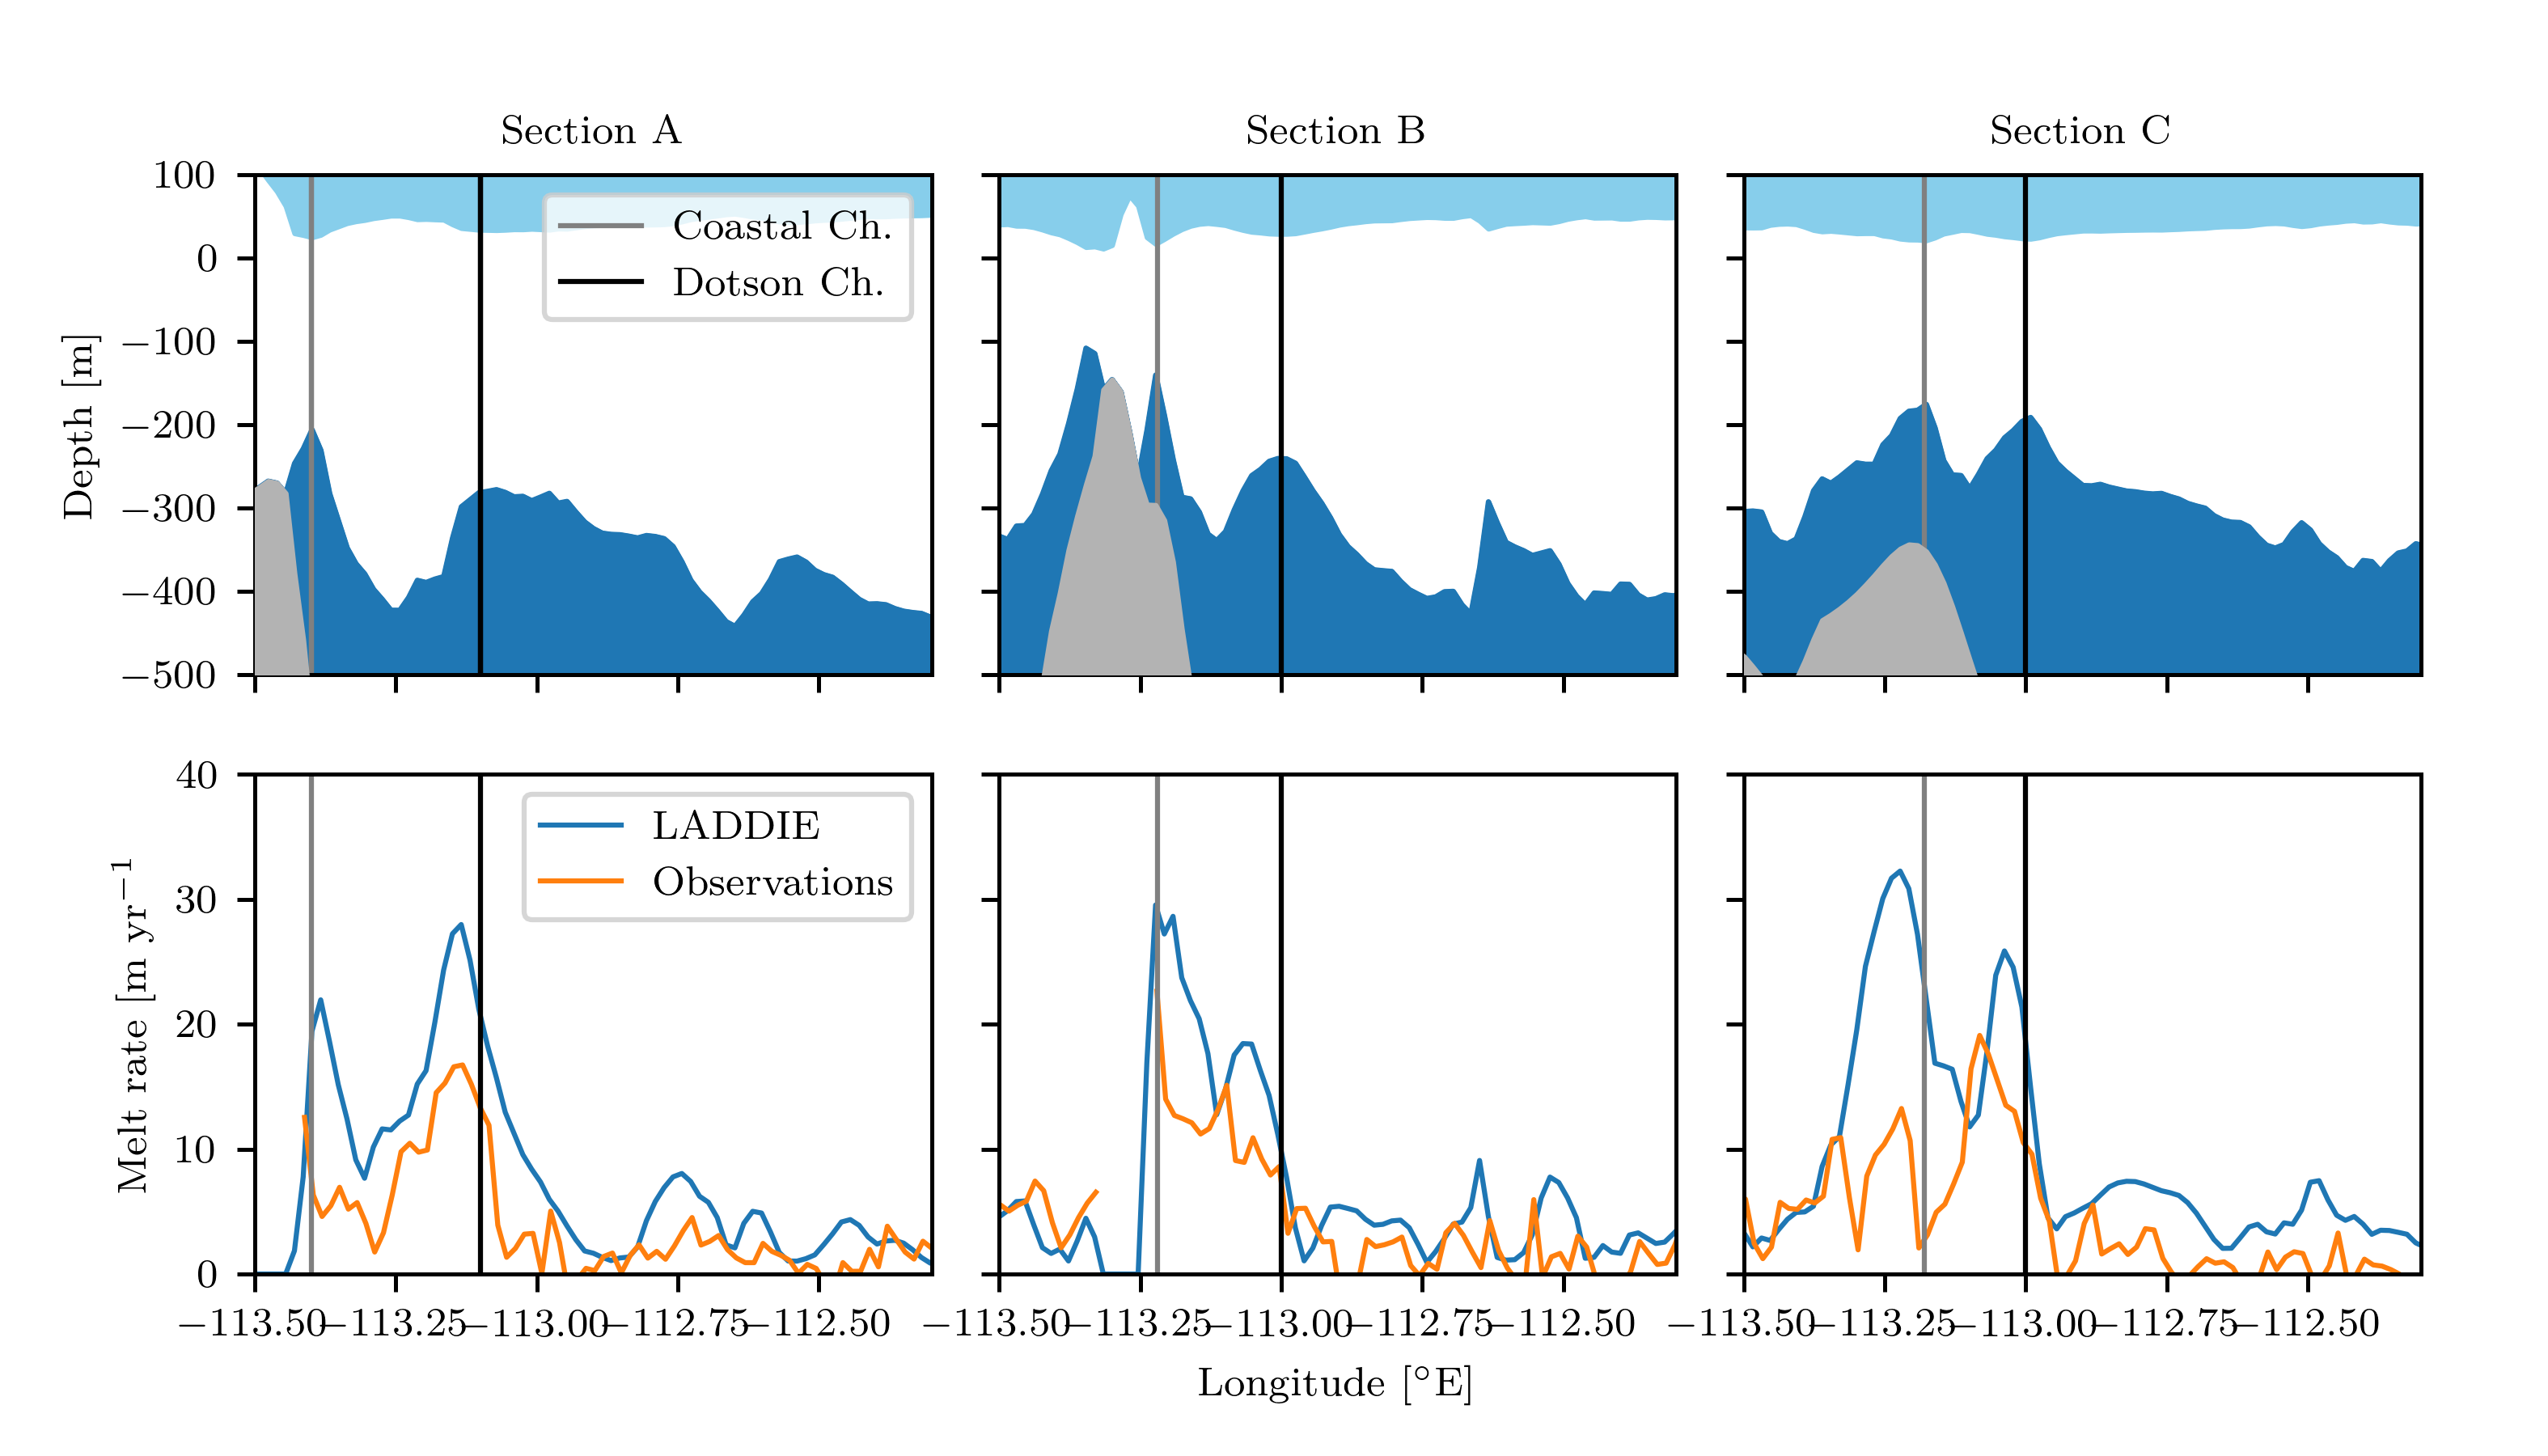 Section A
Section B
Section C
100
0
−100
−200
−300
−400
−500
Depth [m]
Coastal Ch.
Dotson Ch.
40
30
20
10
0
Melt rate [m yr⁻¹]
LADDIE
Observations
−113.50 −113.25 −113.00 −112.75 −112.50
−113.50 −113.25 −113.00 −112.75 −112.50
−113.50 −113.25 −113.00 −112.75 −112.50
Longitude [°E]